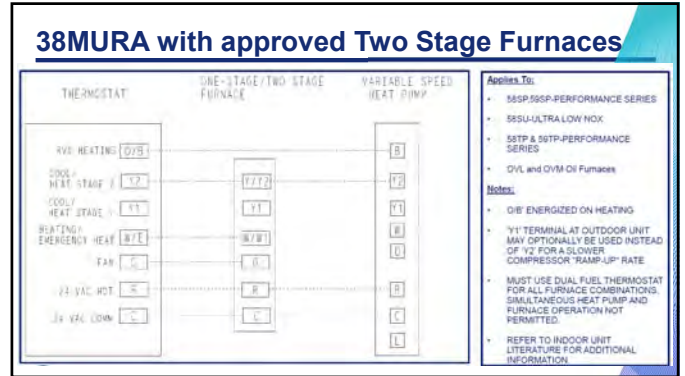 38MURA with approved Two Stage Furnaces
THERMOSTAT
ONE-STAGE/TWO STAGE
FURNACE
VARIABLE SPEED
HEAT PUMP
RVS HEATING O/B B
COOL/
HEAT STAGE 2 Y2 Y/Y2 Y2
COOL/
HEAT STAGE 1 Y1 Y1 Y1
HEATING/
EMERGENCY HEAT W/E W/W1 W
O
FAN G G
24 VAC HOT R R R
24 VAC COMM C C C
L
Applies To:
• 58SP,59SP-PERFORMANCE SERIES
• 58SU-ULTRA LOW NOX
• 58TP & 59TP-PERFORMANCE
SERIES
• OVL and OVM Oil Furnaces
Notes:
• O/B' ENERGIZED ON HEATING
• 'Y1' TERMINAL AT OUTDOOR UNIT
MAY OPTIONALLY BE USED INSTEAD
OF 'Y2' FOR A SLOWER
COMPRESSOR "RAMP-UP" RATE
• MUST USE DUAL FUEL THERMOSTAT
FOR ALL FURNACE COMBINATIONS.
SIMULTANEOUS HEAT PUMP AND
FURNACE OPERATION NOT
PERMITTED.
• REFER TO INDOOR UNIT
LITERATURE FOR ADDITIONAL
INFORMATION.